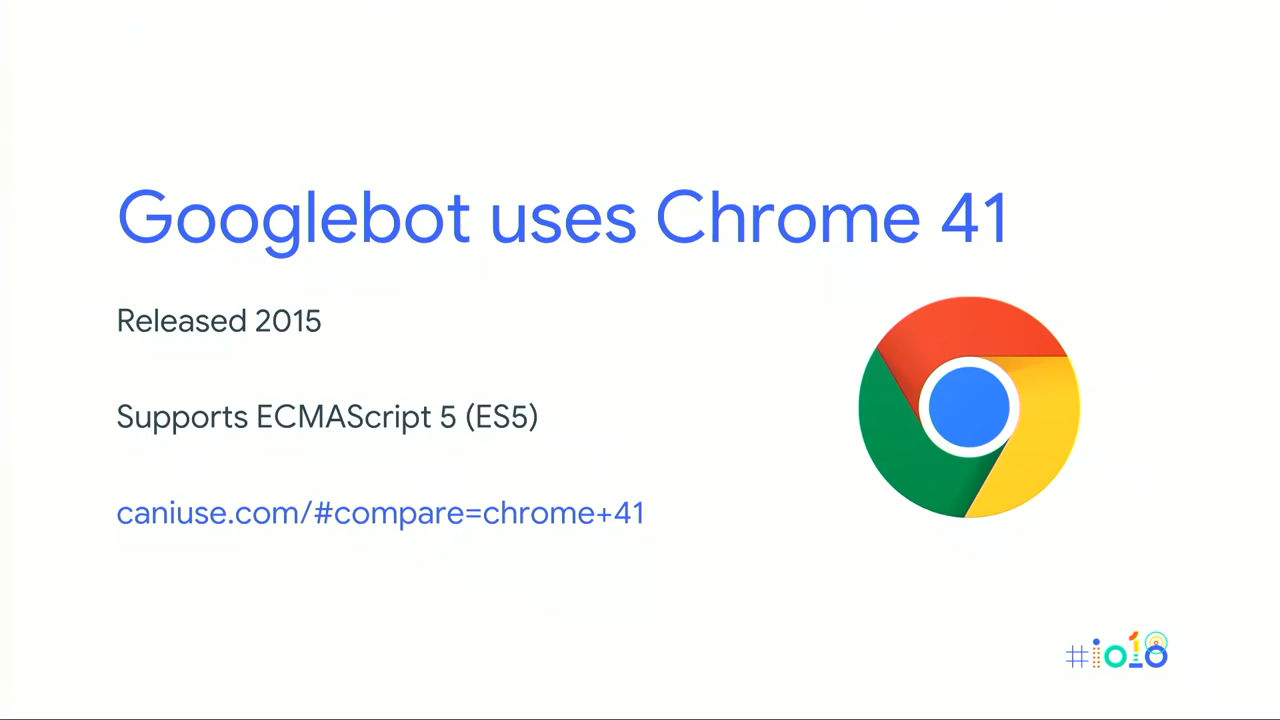 Googlebot uses Chrome 41
Released 2015
Supports ECMAScript 5 (ES5)
caniuse.com/#compare=chrome+41
#io18